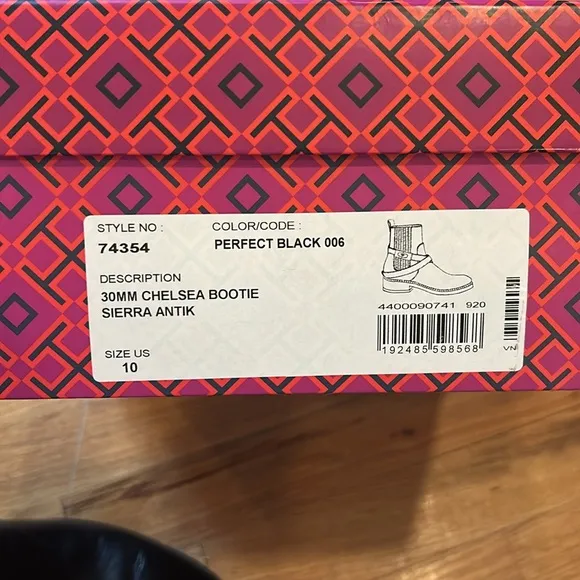 STYLE NO :
COLOR/CODE :
74354
PERFECT BLACK 006
DESCRIPTION
30MM CHELSEA BOOTIE
SIERRA ANTIK
SIZE US
10
4400090741 920
192485 598568
VN